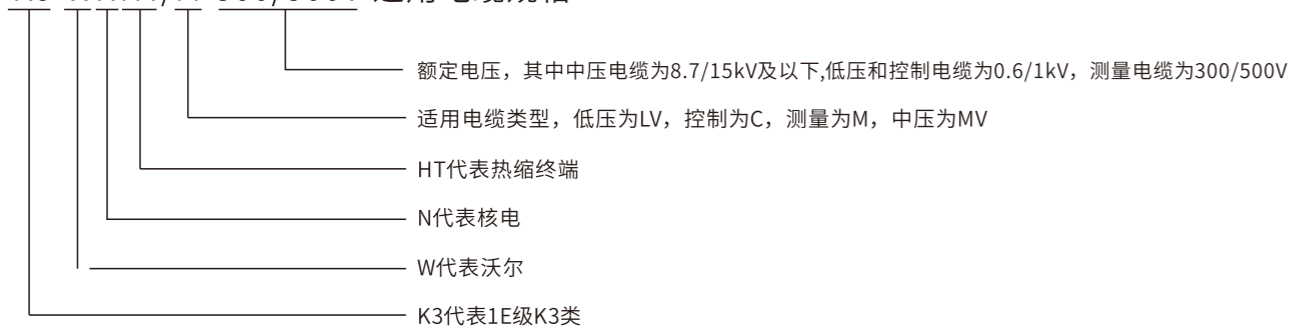 额定电压，其中中压电缆为8.7/15kV及以下,低压和控制电缆为0.6/1kV，测量电缆为300/500V
适用电缆类型，低压为LV，控制为C，测量为M，中压为MV
HT代表热缩终端
N代表核电
W代表沃尔
K3代表1E级K3类